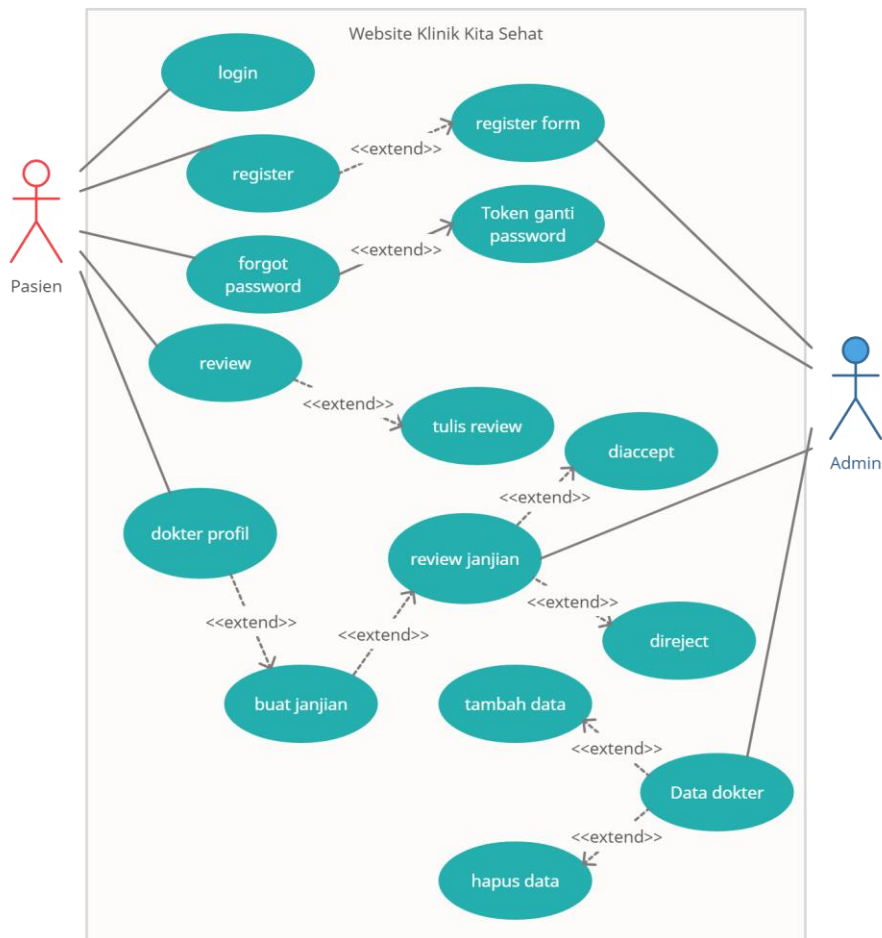 Website Klinik Kita Sehat
login
register form
<<extend>>
register
Token ganti
password
<<extend>>
forgot
password
Pasien
review
<<extend>>
tulis review
diaccept
Admin
<<extend>>
dokter profil
review janjian
<<extend>>
<<extend>>
<<extend>>
direject
buat janjian
tambah data
<<extend>>
Data dokter
<<extend>>
hapus data